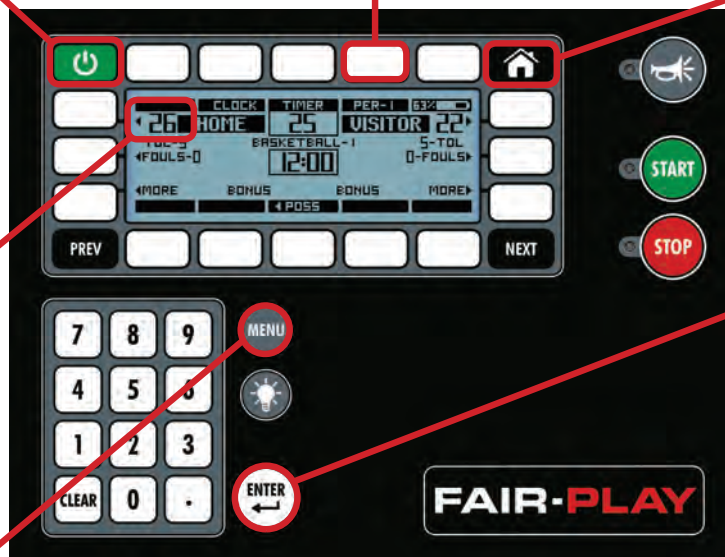 CLOCK TIMER PER-1 63%
26 HOME 25 VISITOR 22
TOL-5 BASKETBALL-1 5-TOL
FOULS-0 12:00 0-FOULS
MORE BONUS BONUS MORE
POSS
START
STOP
PREV NEXT
7 8 9
MENU
4 5 6
1 2 3
CLEAR 0 .
ENTER
FAIR-PLAY